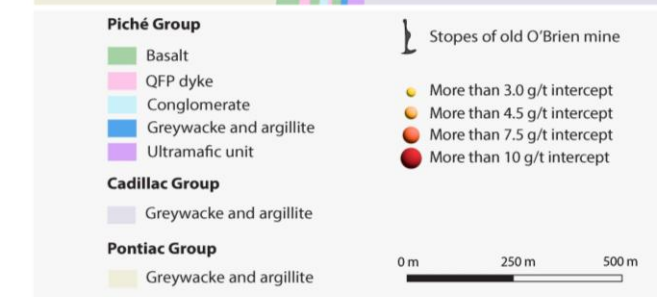 Piché Group
Basalt
QFP dyke
Conglomerate
Greywacke and argillite
Ultramafic unit
Cadillac Group
Greywacke and argillite
Pontiac Group
Greywacke and argillite
Stopes of old O'Brien mine
More than 3.0 g/t intercept
More than 4.5 g/t intercept
More than 7.5 g/t intercept
More than 10 g/t intercept
0 m 250 m 500 m